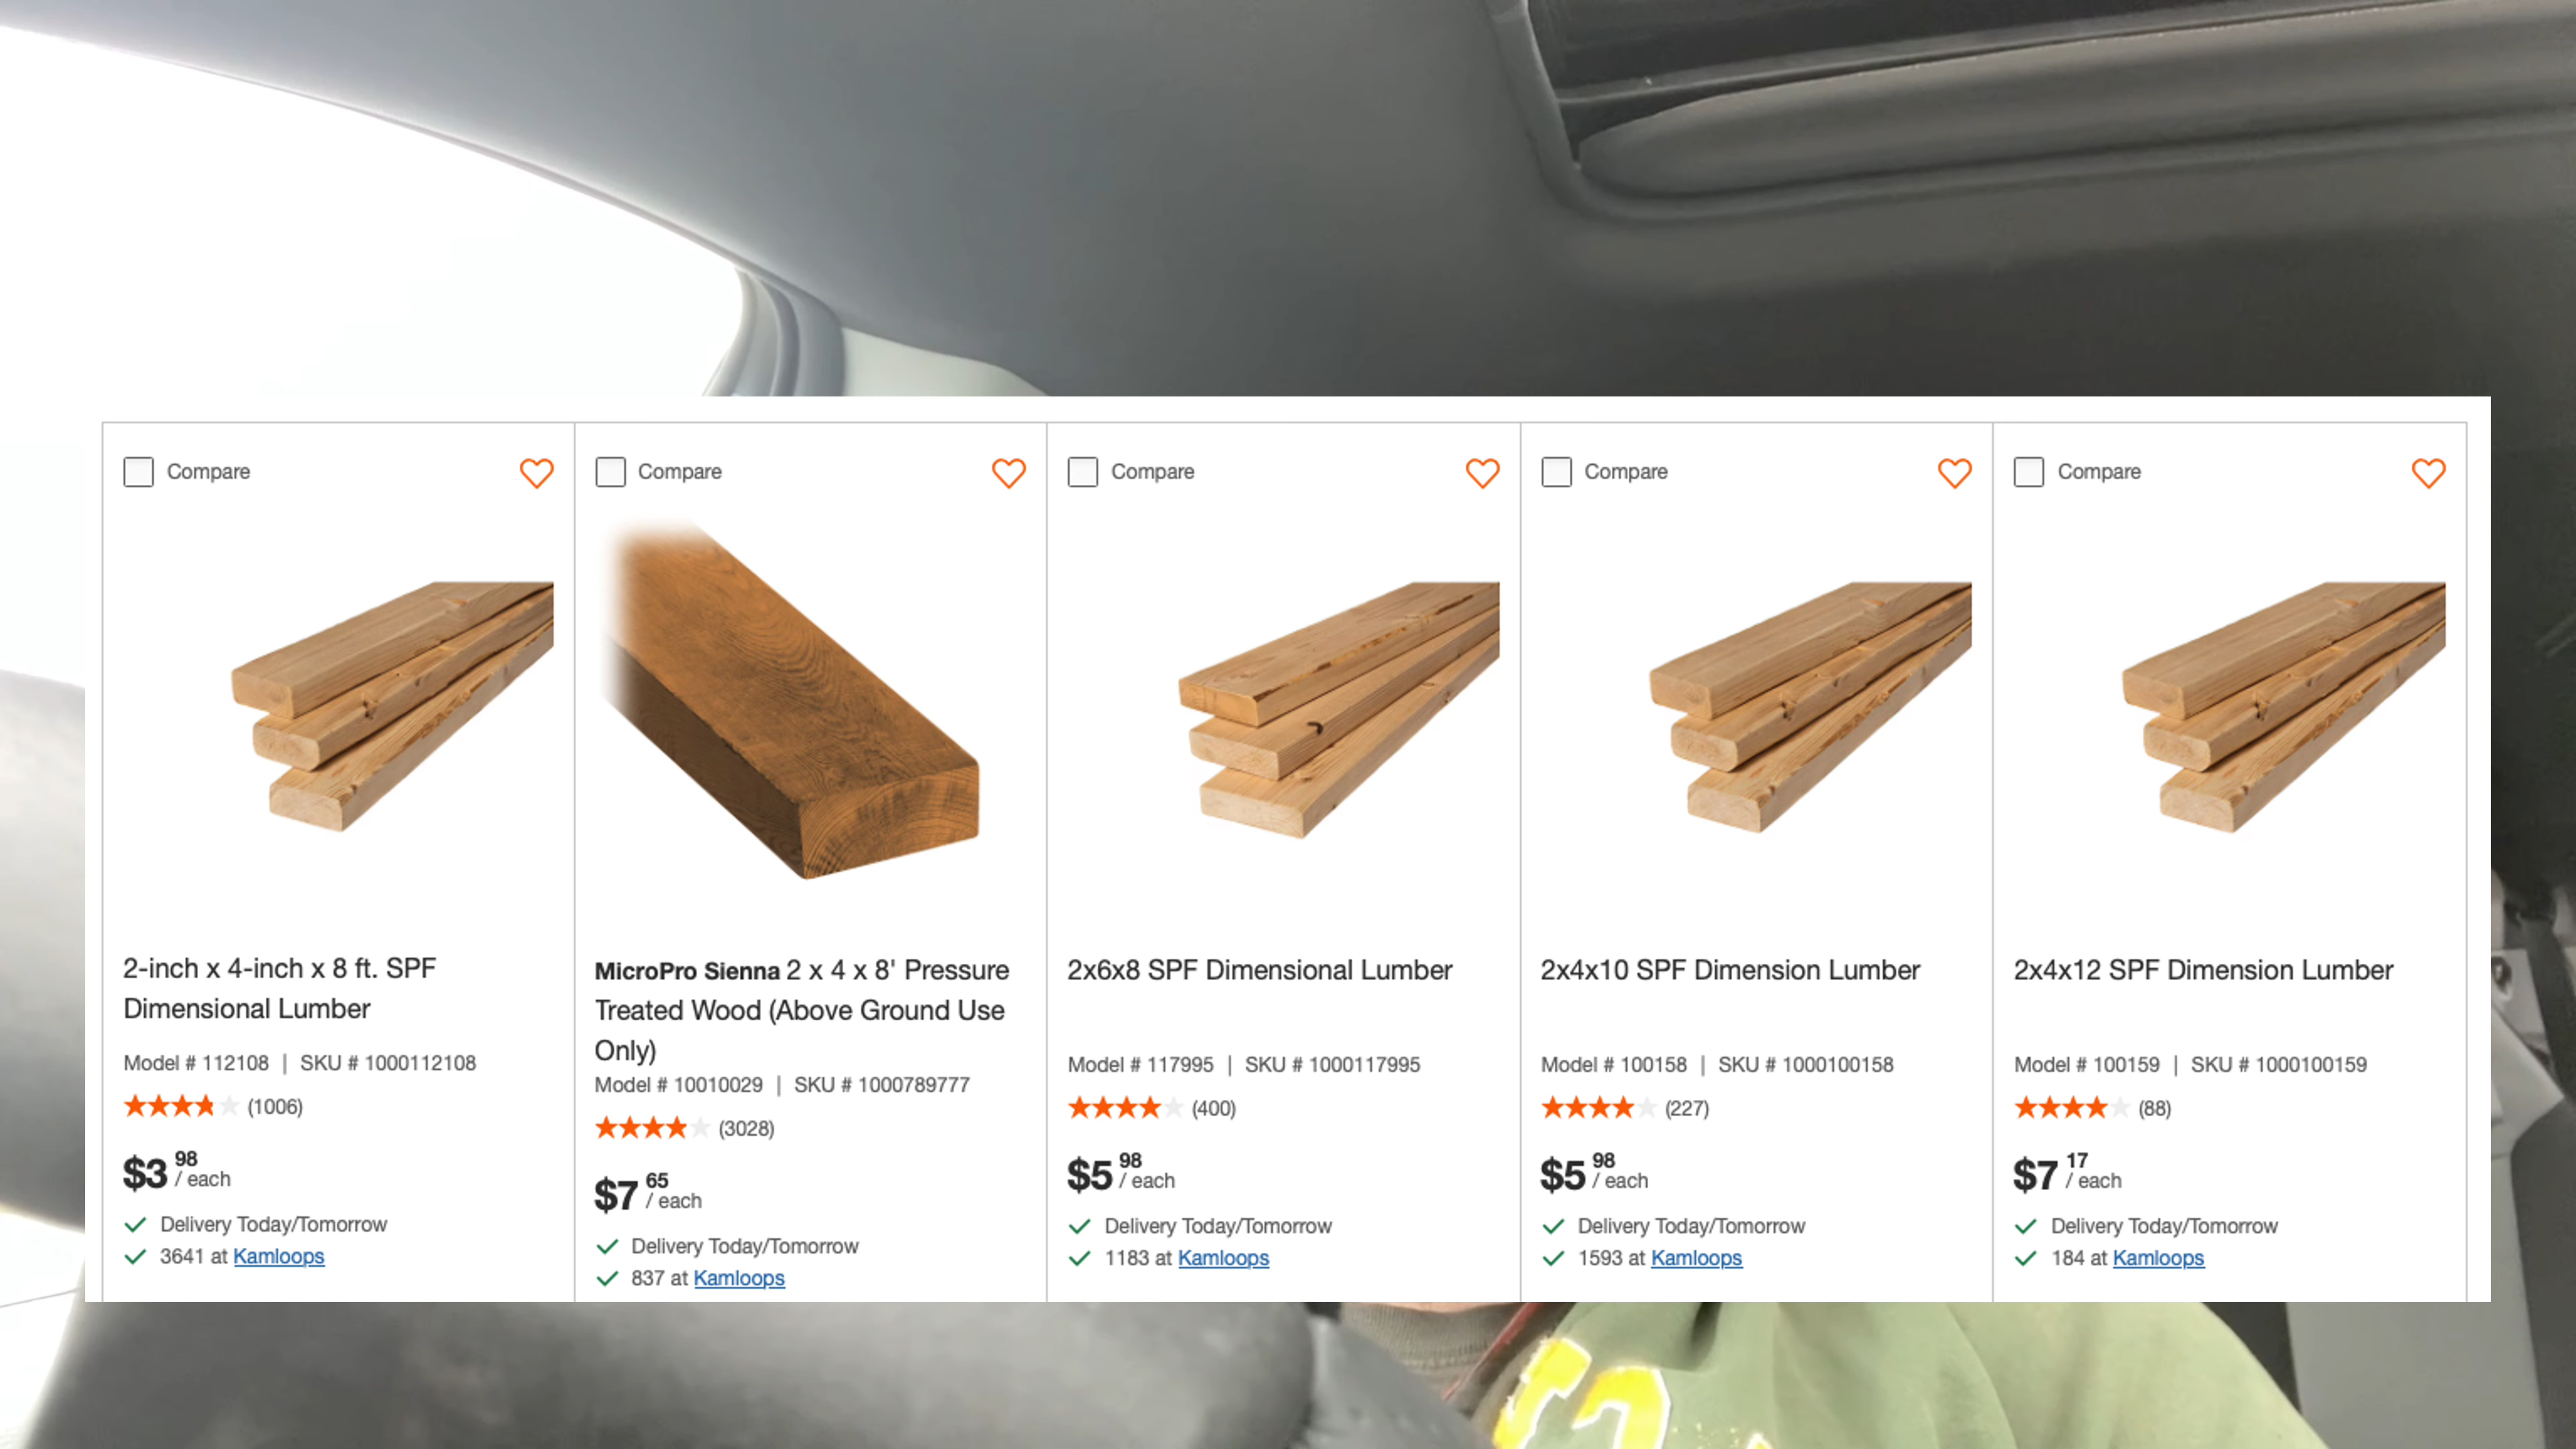 Compare
2-inch x 4-inch x 8 ft. SPF
Dimensional Lumber
Model # 112108 | SKU # 1000112108
(1006)
$3 98 / each
Delivery Today/Tomorrow
3641 at Kamloops
Compare
MicroPro Sienna 2 x 4 x 8' Pressure
Treated Wood (Above Ground Use
Only)
Model # 10010029 | SKU # 1000789777
(3028)
$7 65 / each
Delivery Today/Tomorrow
837 at Kamloops
Compare
2x6x8 SPF Dimensional Lumber
Model # 117995 | SKU # 1000117995
(400)
$5 98 / each
Delivery Today/Tomorrow
1183 at Kamloops
Compare
2x4x10 SPF Dimension Lumber
Model # 100158 | SKU # 1000100158
(227)
$5 98 / each
Delivery Today/Tomorrow
1593 at Kamloops
Compare
2x4x12 SPF Dimension Lumber
Model # 100159 | SKU # 1000100159
(88)
$7 17 / each
Delivery Today/Tomorrow
184 at Kamloops